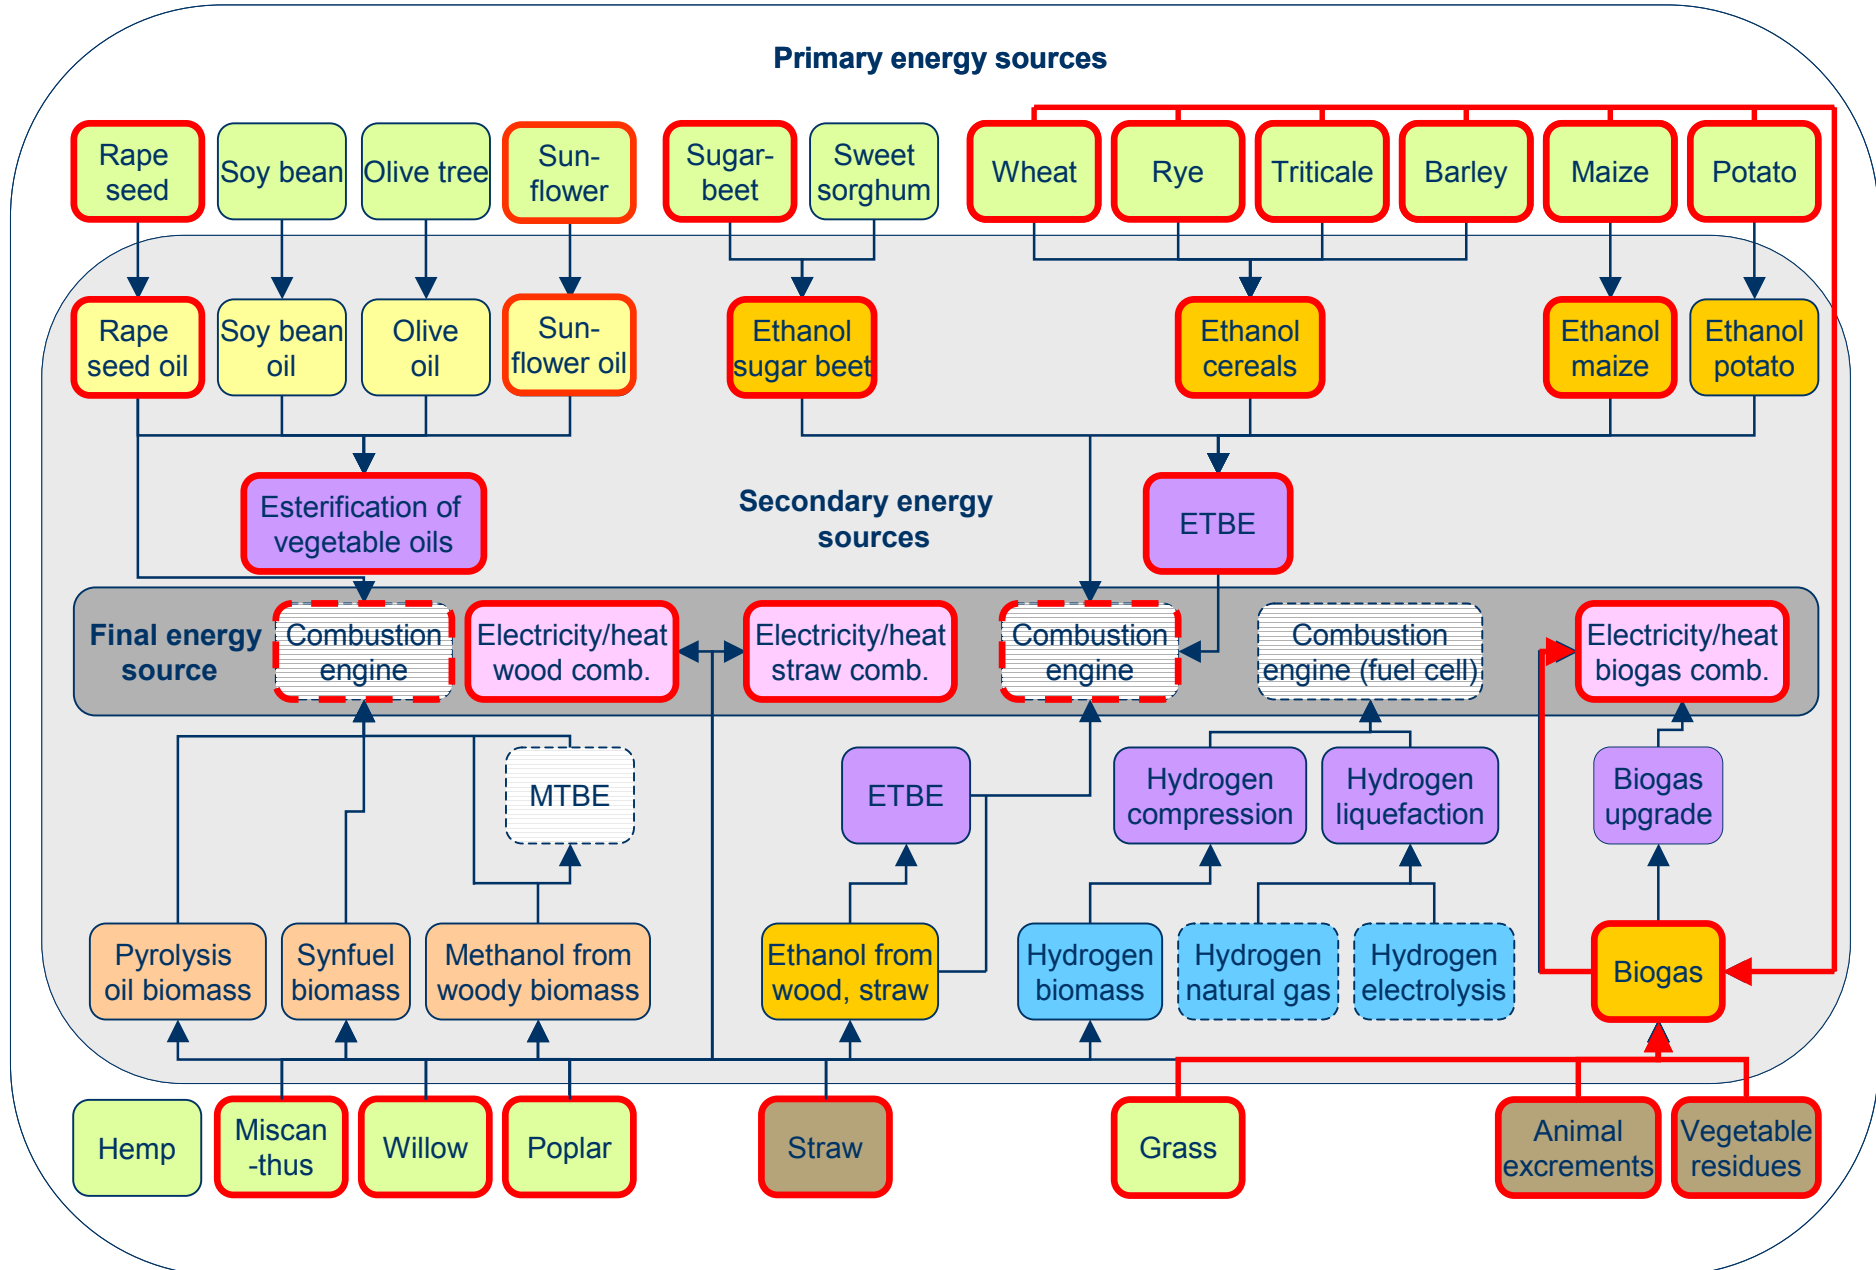 Primary energy sources
Rape
seed
Soy bean
Olive tree
Sun-
flower
Sugar-
beet
Sweet
sorghum
Wheat
Rye
Triticale
Barley
Maize
Potato
Rape
seed oil
Soy bean
oil
Olive
oil
Sun-
flower oil
Ethanol
sugar beet
Ethanol
cereals
Ethanol
maize
Ethanol
potato
Esterification of
vegetable oils
Secondary energy
sources
ETBE
Final energy
source
Combustion
engine
Electricity/heat
wood comb.
Electricity/heat
straw comb.
Combustion
engine
Combustion
engine (fuel cell)
Electricity/heat
biogas comb.
MTBE
ETBE
Hydrogen
compression
Hydrogen
liquefaction
Biogas
upgrade
Pyrolysis
oil biomass
Synfuel
biomass
Methanol from
woody biomass
Ethanol from
wood, straw
Hydrogen
biomass
Hydrogen
natural gas
Hydrogen
electrolysis
Biogas
Hemp
Miscan
-thus
Willow
Poplar
Straw
Grass
Animal
excrements
Vegetable
residues